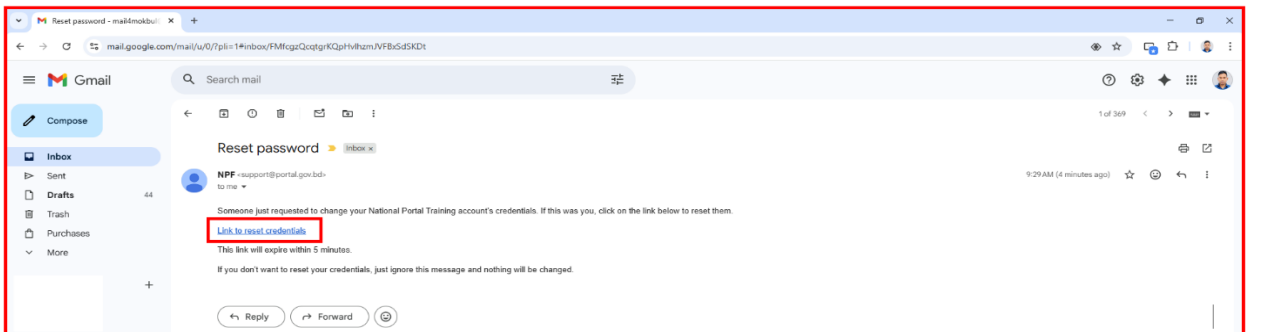 Reset password - mail4mokbul
mail.google.com/mail/u/0/?pli=1#inbox/FMfcgzQcqtgrKQpHvlhzmJVFBxSdSKDt
Gmail
Search mail
Compose
1 of 369
Reset password
Inbox x
Inbox
Sent
Drafts 44
Trash
Purchases
More
NPF <support@portal.gov.bd>
9:29 AM (4 minutes ago)
to me
Someone just requested to change your National Portal Training account's credentials. If this was you, click on the link below to reset them.
Link to reset credentials
This link will expire within 5 minutes.
If you don't want to reset your credentials, just ignore this message and nothing will be changed.
Reply
Forward